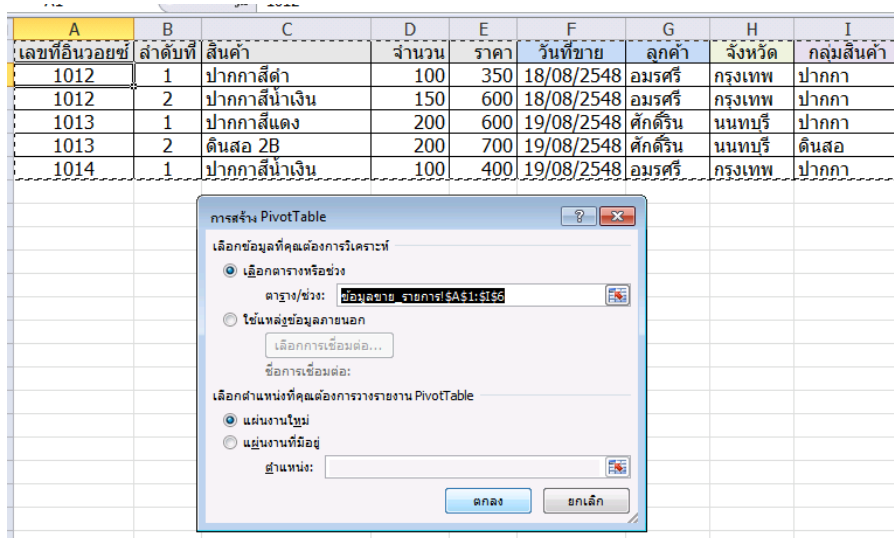 A B C D E F G H I
เลขที่อินวอยซ์ ลำดับที่ สินค้า จำนวน ราคา วันที่ขาย ลูกค้า จังหวัด กลุ่มสินค้า
1012 1 ปากกาสีดำ 100 350 18/08/2548 อมรศรี กรุงเทพ ปากกา
1012 2 ปากกาสีน้ำเงิน 150 600 18/08/2548 อมรศรี กรุงเทพ ปากกา
1013 1 ปากกาสีแดง 200 600 19/08/2548 ศักดิ์ริน นนทบุรี ปากกา
1013 2 ดินสอ 2B 200 700 19/08/2548 ศักดิ์ริน นนทบุรี ดินสอ
1014 1 ปากกาสีน้ำเงิน 100 400 19/08/2548 อมรศรี กรุงเทพ ปากกา
การสร้าง PivotTable
เลือกข้อมูลที่คุณต้องการวิเคราะห์
เลือกตารางหรือช่วง
ตาราง/ช่วง: ข้อมูลขาย_รายการ!$A$1:$I$6
ใช้แหล่งข้อมูลภายนอก
เลือกการเชื่อมต่อ...
ชื่อการเชื่อมต่อ:
เลือกตำแหน่งที่คุณต้องการวางรายงาน PivotTable
แผ่นงานใหม่
แผ่นงานที่มีอยู่
ตำแหน่ง:
ตกลง ยกเลิก